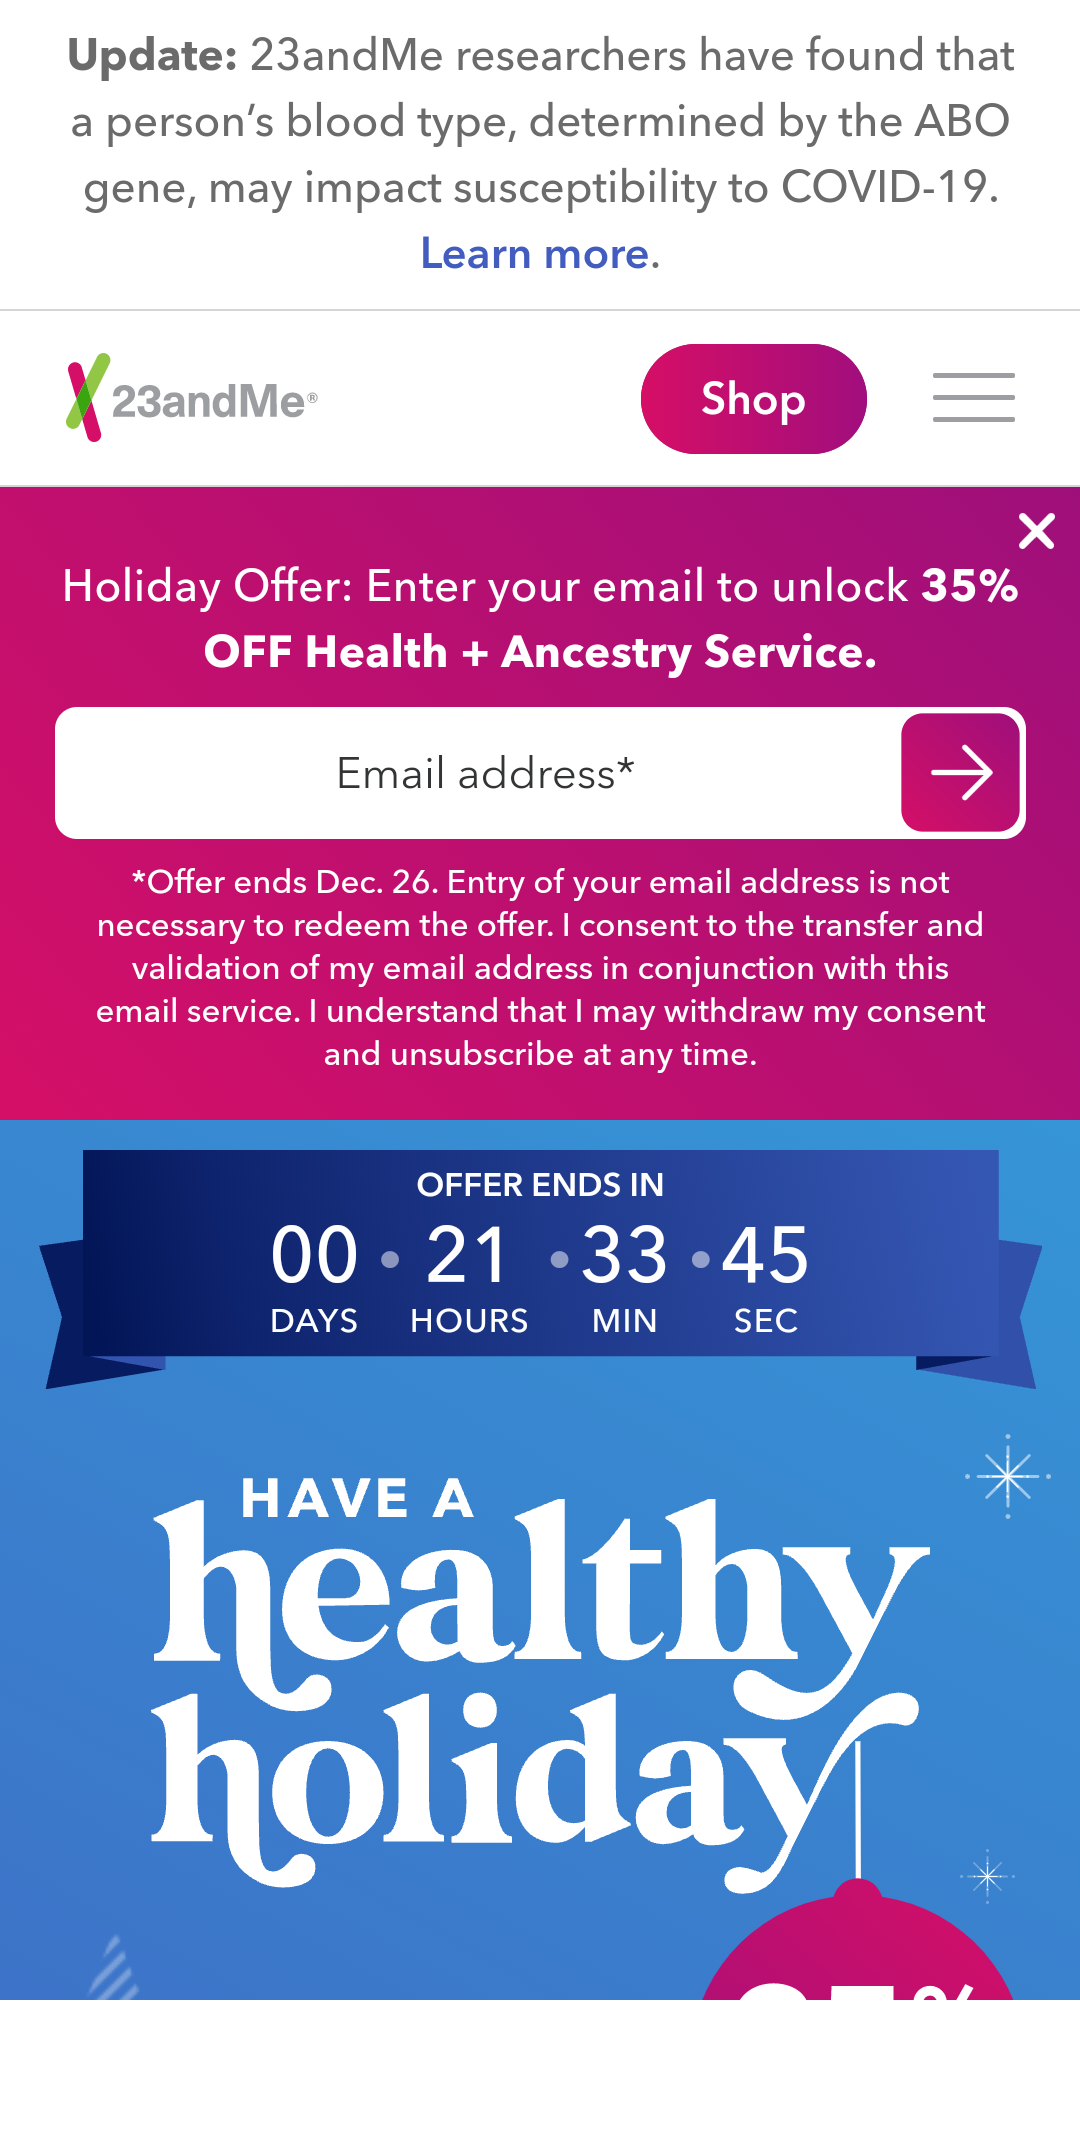 Update: 23andMe researchers have found that
a person’s blood type, determined by the ABO
gene, may impact susceptibility to COVID-19.
Learn more.
23andMe®
Shop
Holiday Offer: Enter your email to unlock 35%
OFF Health + Ancestry Service.
Email address*
*Offer ends Dec. 26. Entry of your email address is not
necessary to redeem the offer. I consent to the transfer and
validation of my email address in conjunction with this
email service. I understand that I may withdraw my consent
and unsubscribe at any time.
OFFER ENDS IN
00 • 21 • 33 • 45
DAYS HOURS MIN SEC
HAVE A
healthy
holiday